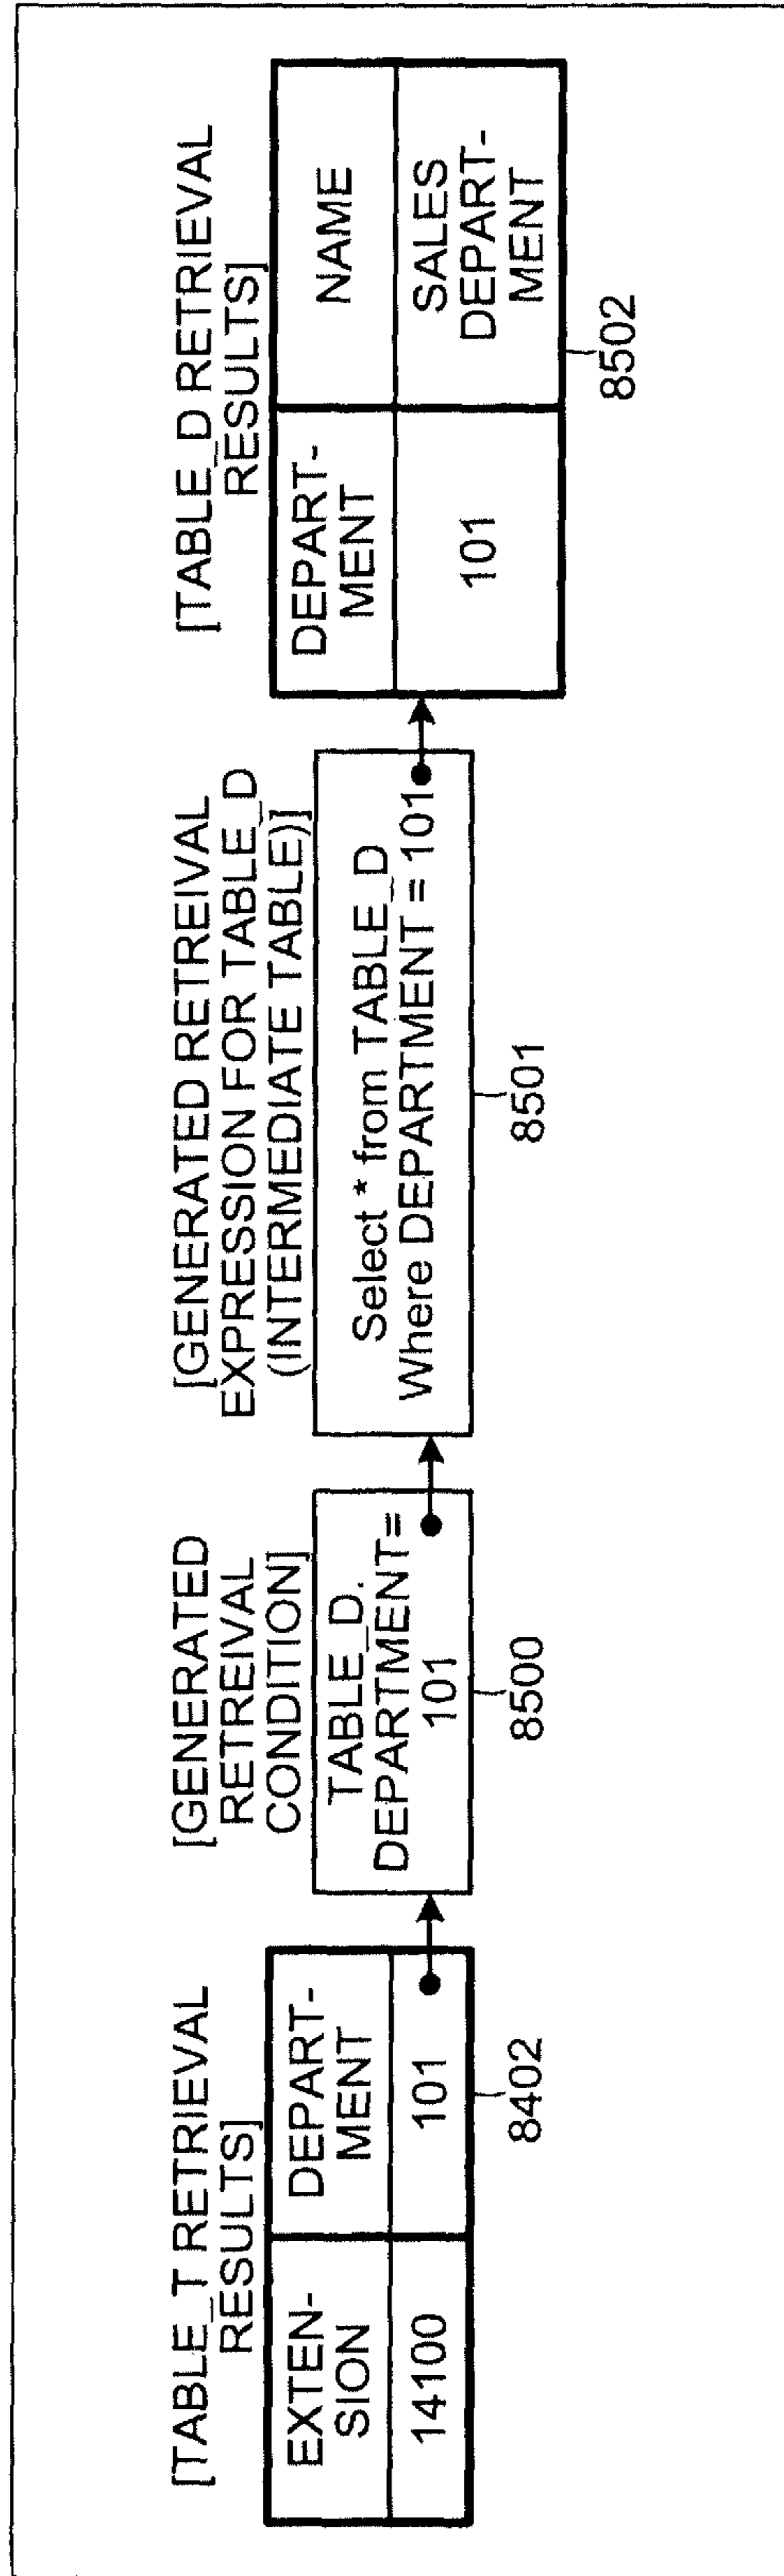 [TABLE_T RETRIEVAL
RESULTS]
EXTEN-
SION
DEPART-
MENT
14100
101
8402
[GENERATED
RETREIVAL
CONDITION]
TABLE_D.
DEPARTMENT=
101
8500
[GENERATED RETREIVAL
EXPRESSION FOR TABLE_D
(INTERMEDIATE TABLE)]
Select * from TABLE_D
Where DEPARTMENT = 101
8501
[TABLE_D RETRIEVAL
RESULTS]
DEPART-
MENT
NAME
101
SALES
DEPART-
MENT
8502